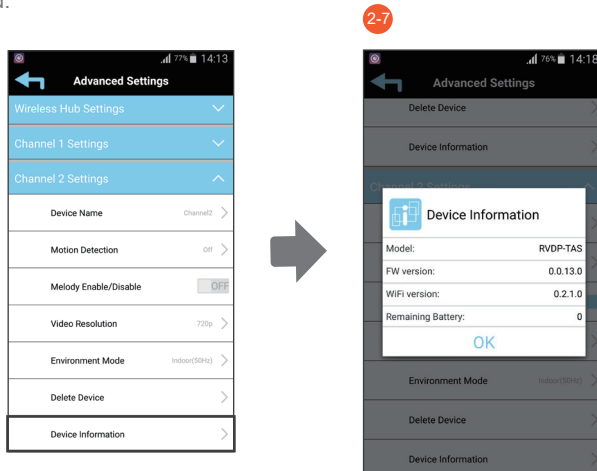 2-7
77% 14:13
Advanced Settings
Wireless Hub Settings
Channel 1 Settings
Channel 2 Settings
Device Name Channel2
Motion Detection Off
Melody Enable/Disable OFF
Video Resolution 720p
Environment Mode Indoor(50Hz)
Delete Device
Device Information
76% 14:18
Advanced Settings
Delete Device
Device Information
Channel 2 Settings
Device Information
Model: RVDP-TAS
FW version: 0.0.13.0
WiFi version: 0.2.1.0
Remaining Battery: 0
OK
Environment Mode Indoor(50Hz)
Delete Device
Device Information